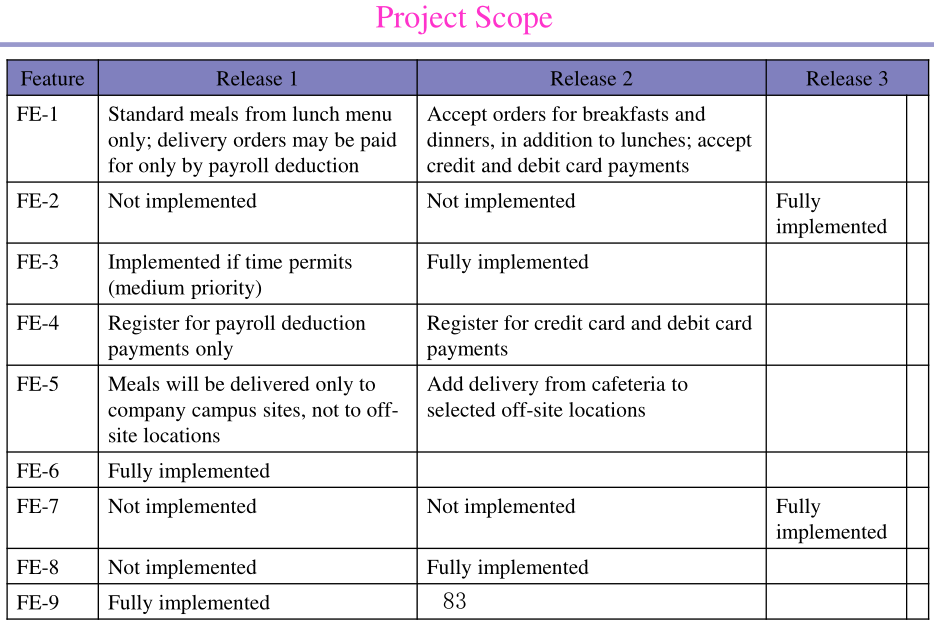 Project Scope
Feature Release 1 Release 2 Release 3
FE-1 Standard meals from lunch menu Accept orders for breakfasts and
only; delivery orders may be paid dinners, in addition to lunches; accept
for only by payroll deduction credit and debit card payments
FE-2 Not implemented Not implemented Fully
implemented
FE-3 Implemented if time permits Fully implemented
(medium priority)
FE-4 Register for payroll deduction Register for credit card and debit card
payments only payments
FE-5 Meals will be delivered only to Add delivery from cafeteria to
company campus sites, not to off- selected off-site locations
site locations
FE-6 Fully implemented
FE-7 Not implemented Not implemented Fully
implemented
FE-8 Not implemented Fully implemented
FE-9 Fully implemented 83